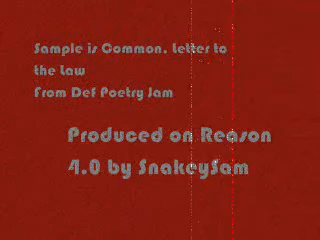 Sample is Common. Letter to
the Law
From Def Poetry Jam
Produced on Reason
4.0 by SnakeySam